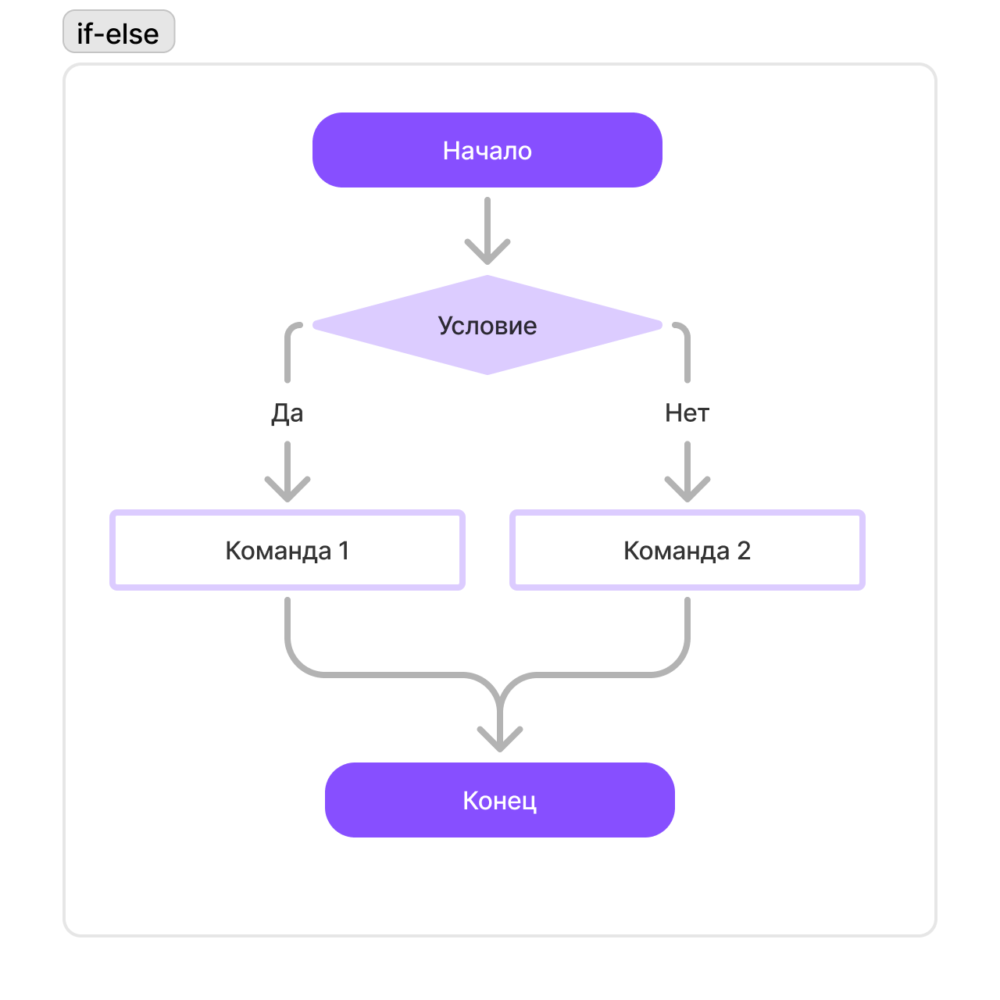 if-else
Начало
Условие
Да
Нет
Команда 1
Команда 2
Конец